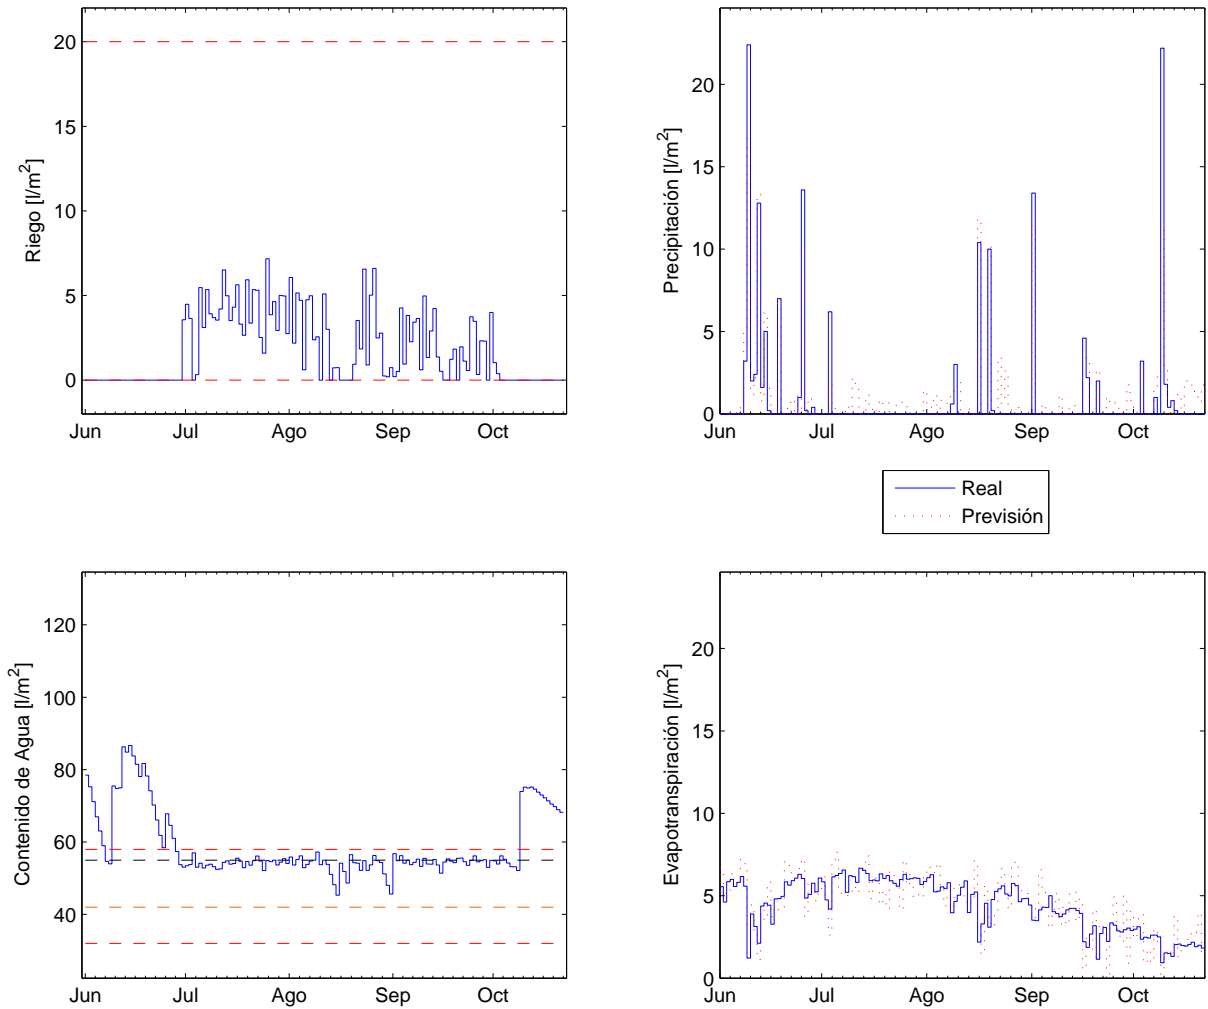 Riego [l/m2]
20
15
10
5
0
Jun Jul Ago Sep Oct
Precipitación [l/m2]
20
15
10
5
0
Jun Jul Ago Sep Oct
Real
Previsión
Contenido de Agua [l/m2]
120
100
80
60
40
Jun Jul Ago Sep Oct
Evapotranspiración [l/m2]
20
15
10
5
0
Jun Jul Ago Sep Oct